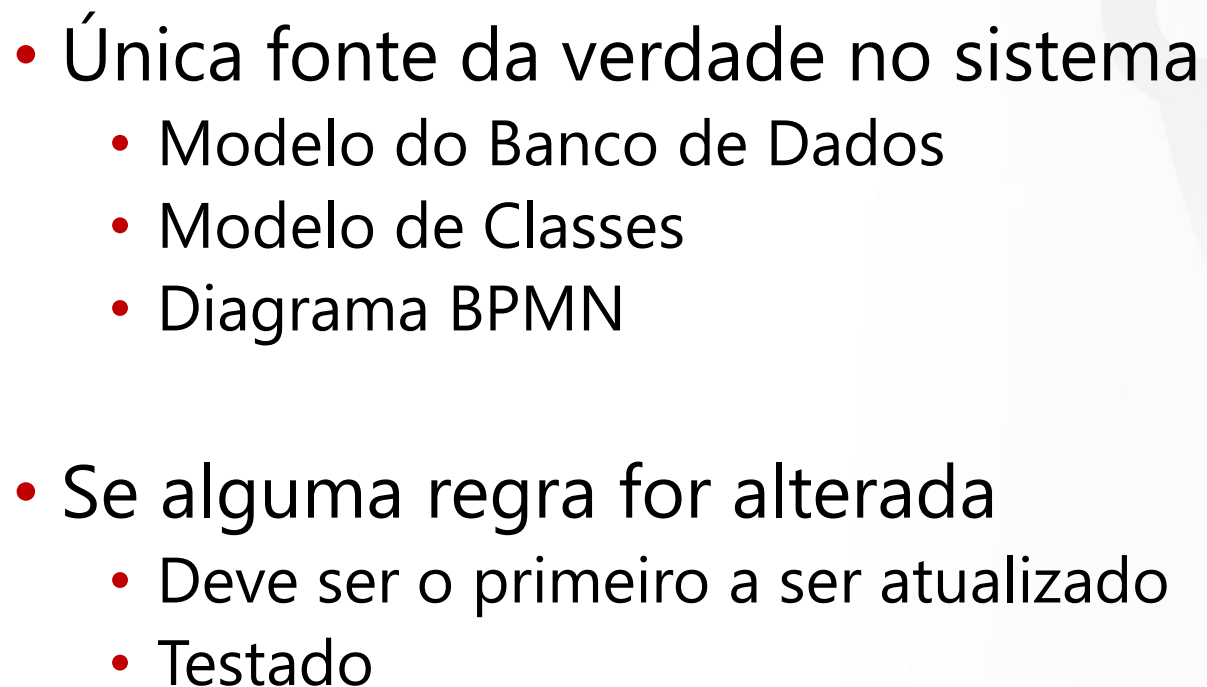 • Única fonte da verdade no sistema
• Modelo do Banco de Dados
• Modelo de Classes
• Diagrama BPMN
• Se alguma regra for alterada
• Deve ser o primeiro a ser atualizado
• Testado